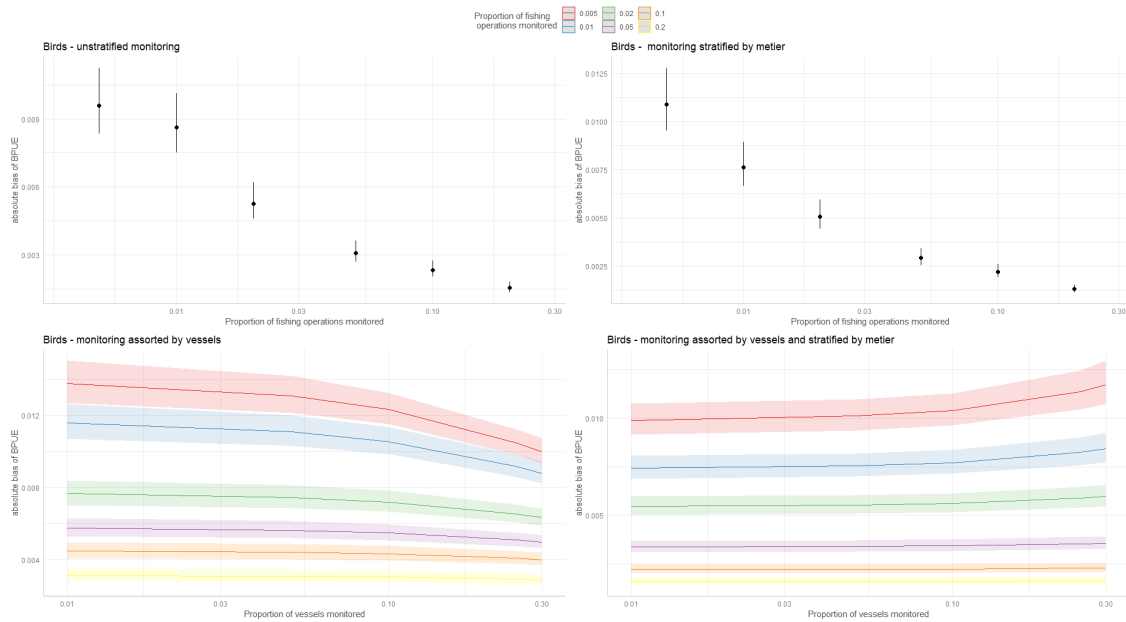 Proportion of fishing operations monitored
0.005 0.02 0.1
0.01 0.05 0.2
Birds - unstratified monitoring
absolute bias of BPUE
0.009
0.006
0.003
0.01 0.03 0.10 0.30
Proportion of fishing operations monitored
Birds - monitoring stratified by metier
absolute bias of BPUE
0.0125
0.0100
0.0075
0.0050
0.0025
0.01 0.03 0.10 0.30
Proportion of fishing operations monitored
Birds - monitoring assorted by vessels
absolute bias of BPUE
0.012
0.008
0.004
0.01 0.03 0.10 0.30
Proportion of vessels monitored
Birds - monitoring assorted by vessels and stratified by metier
absolute bias of BPUE
0.010
0.005
0.01 0.03 0.10 0.30
Proportion of vessels monitored